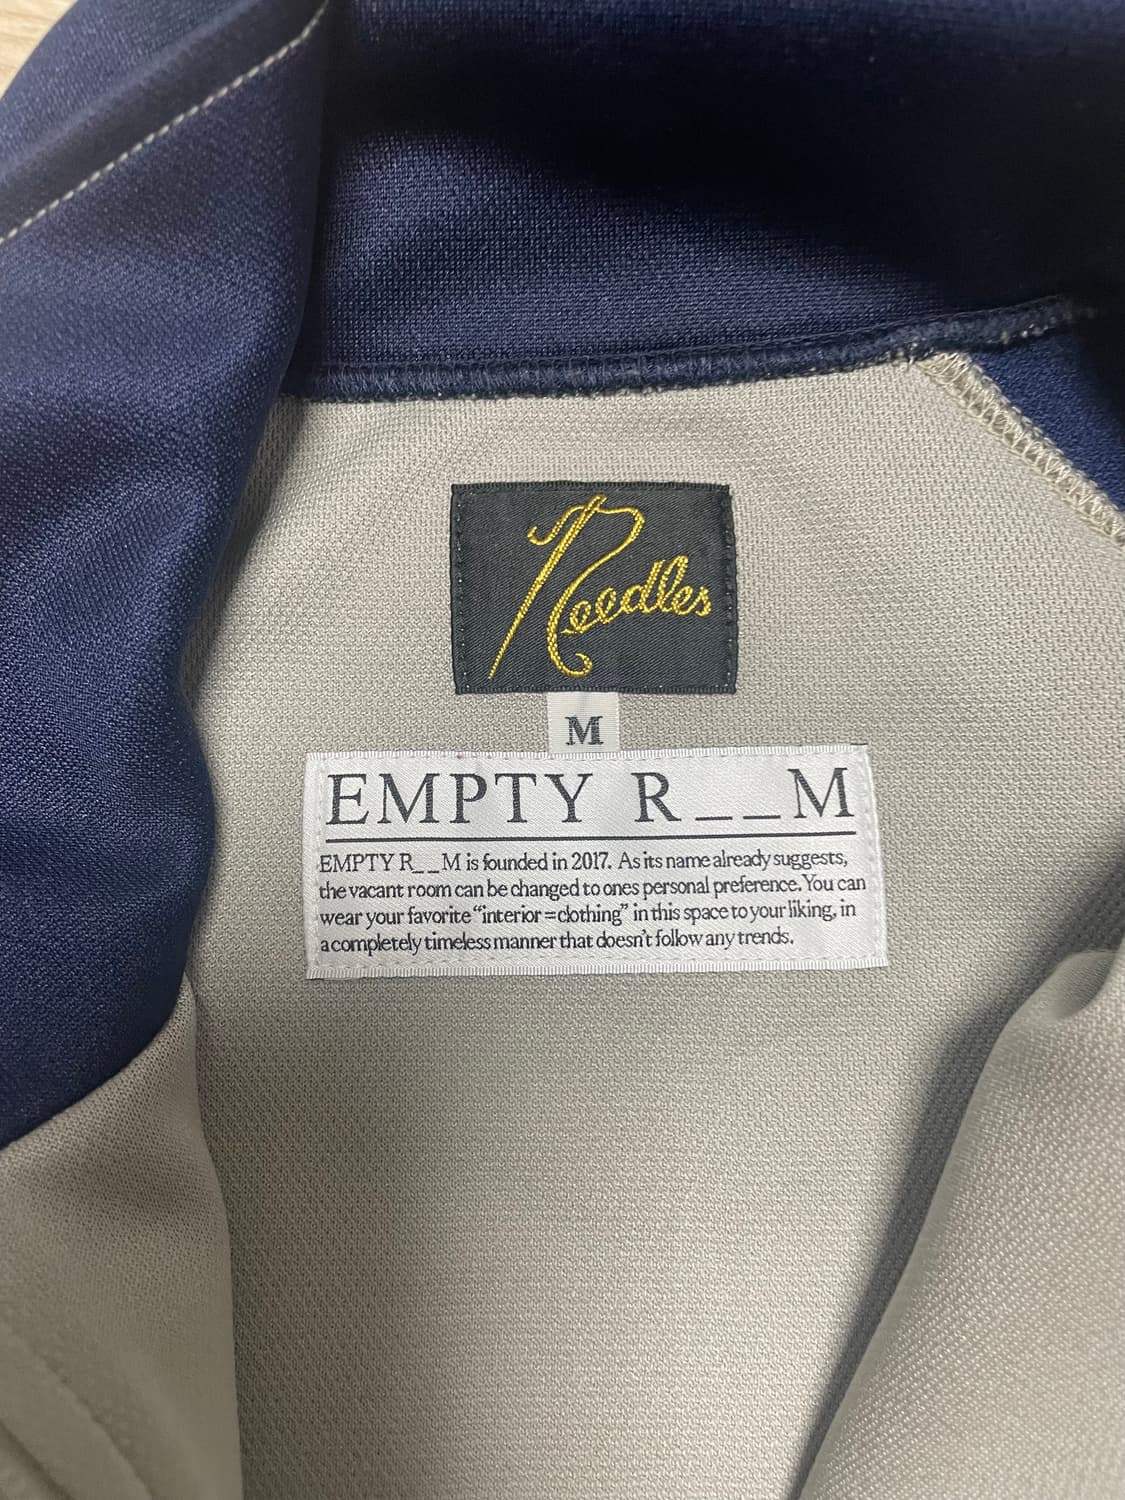 Needles
M
EMPTY R__M
EMPTY R__M is founded in 2017. As its name already suggests,
the vacant room can be changed to ones personal preference. You can
wear your favorite “interior=clothing” in this space to your liking, in
a completely timeless manner that doesn’t follow any trends.